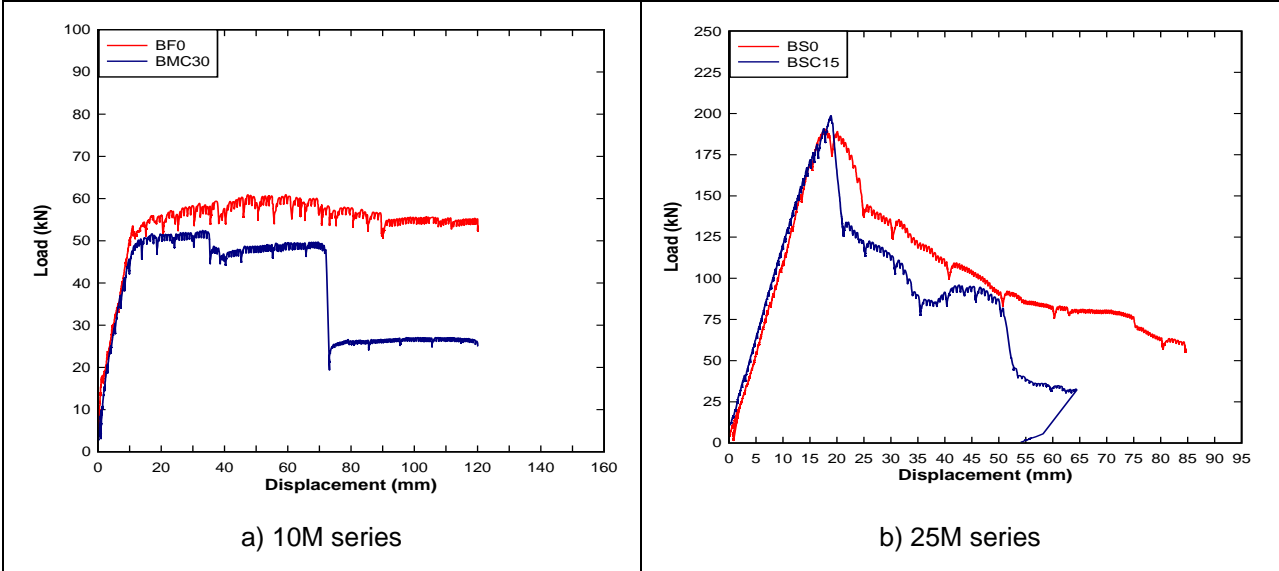 BF0
BMC30
100
90
80
70
60
50
40
30
20
10
0
Load (kN)
0 20 40 60 80 100 120 140 160
Displacement (mm)
a) 10M series
BS0
BSC15
250
225
200
175
150
125
100
75
50
25
0
Load (kN)
0 5 10 15 20 25 30 35 40 45 50 55 60 65 70 75 80 85 90 95
Displacement (mm)
b) 25M series